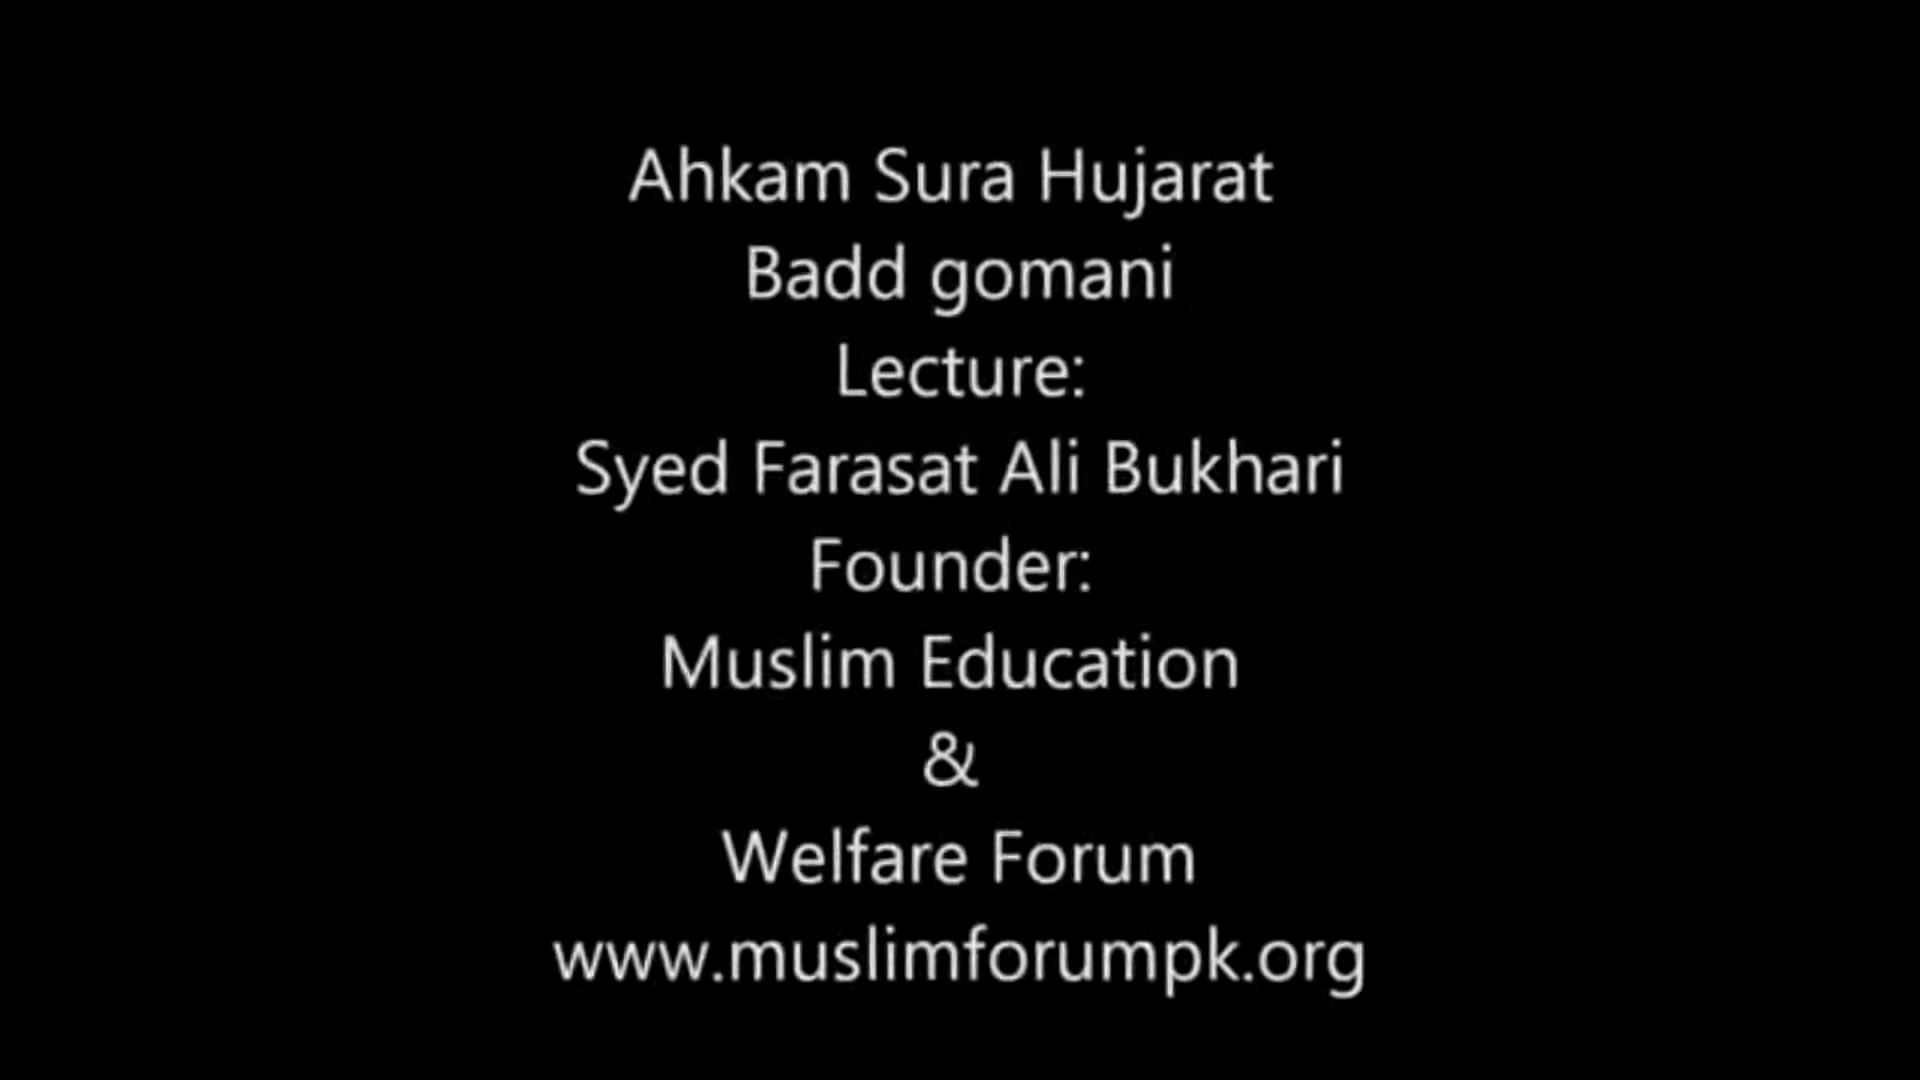 Ahkam Sura Hujarat
Badd gomani
Lecture:
Syed Farasat Ali Bukhari
Founder:
Muslim Education
&
Welfare Forum
www.muslimforumpk.org